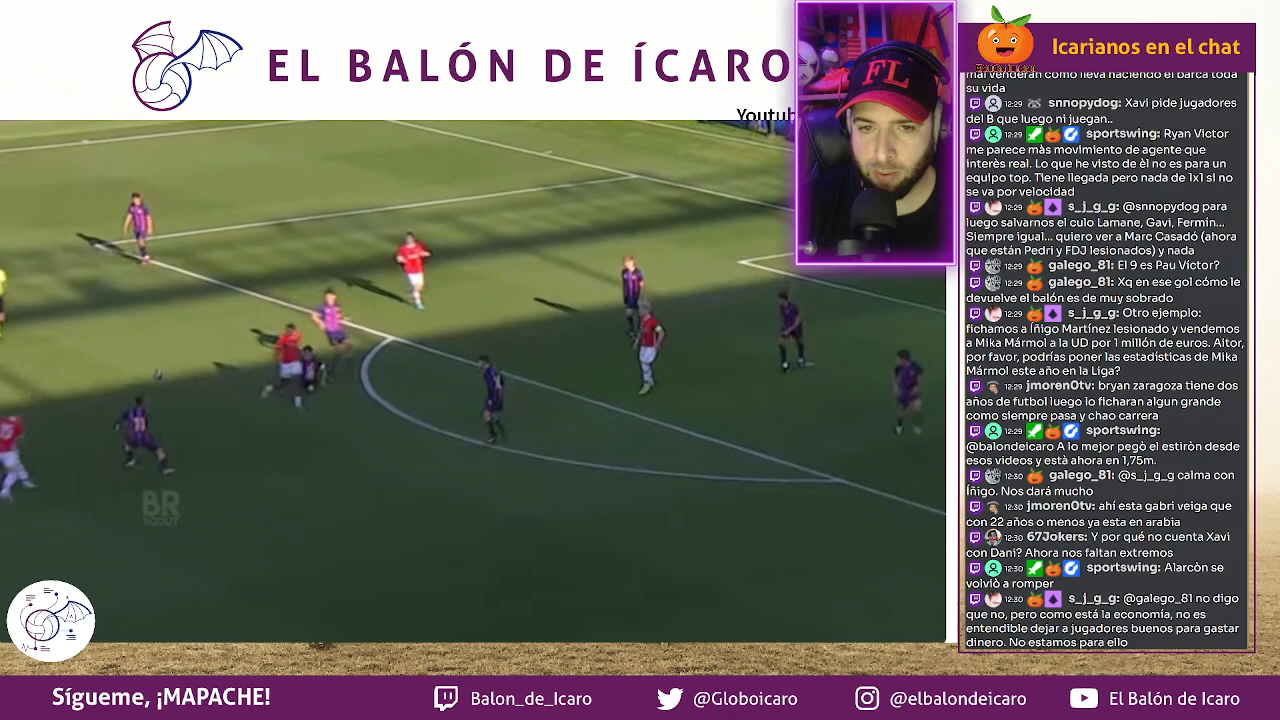 EL BALÓN DE ÍCARO
Youtub
FL
Icarianos en el chat
mal venderán como lleva haciendo el barca toda
su vida
12:29 snnopydog: Xavi pide jugadores
del B que luego ni juegan..
12:29 sportswing: Ryan Victor
me parece màs movimiento de agente que
interès real. Lo que he visto de èl no es para un
equipo top. Tiene llegada pero nada de 1x1 si no
se va por velocidad
12:29 s_j_g_g: @snnopydog para
luego salvarnos el culo Lamane, Gavi, Fermín...
Siempre igual... quiero ver a Marc Casadó (ahora
que están Pedri y FDJ lesionados) y nada
12:29 galego_81: El 9 es Pau Víctor?
12:29 galego_81: Xq en ese gol cómo le
devuelve el balón es de muy sobrado
12:29 s_j_g_g: Otro ejemplo:
fichamos a Íñigo Martínez lesionado y vendemos
a Mika Mármol a la UD por 1 millón de euros. Aitor,
por favor, podrías poner las estadísticas de Mika
Mármol este año en la Liga?
12:29 jmoren0tv: bryan zaragoza tiene dos
años de futbol luego lo ficharan algun grande
como siempre pasa y chao carrera
12:29 sportswing:
@balondeicaro A lo mejor pegò el estiròn desde
esos videos y està ahora en 1,75m.
12:30 galego_81: @s_j_g_g calma con
Íñigo. Nos dará mucho
12:30 jmoren0tv: ahí esta gabri veiga que
con 22 años o menos ya esta en arabia
12:30 67Jokers: Y por qué no cuenta Xavi
con Dani? Ahora nos faltan extremos
12:30 sportswing: Alarcòn se
volviò a romper
12:30 s_j_g_g: @galego_81 no digo
que no, pero como está la economía, no es
entendible dejar a jugadores buenos para gastar
dinero. No estamos para ello
BR
SCOUT
Sígueme, ¡MAPACHE!
Balon_de_Icaro
@Globoicaro
@elbalondeicaro
El Balón de Icaro